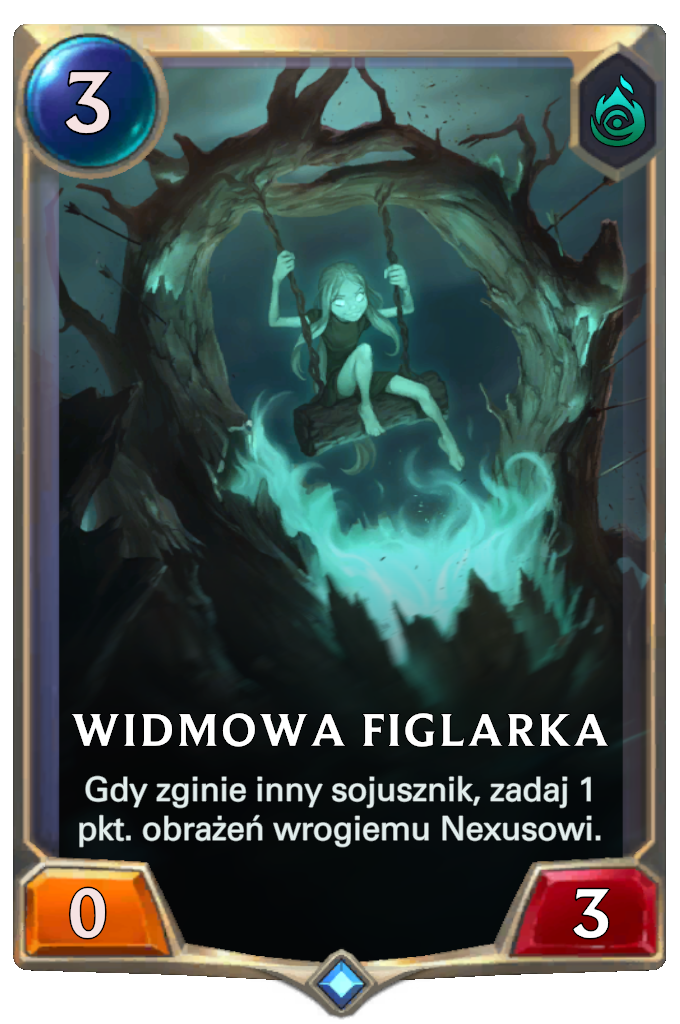 3
WIDMOWA FIGLARKA
Gdy zginie inny sojusznik, zadaj 1
pkt. obrażeń wrogiemu Nexusowi.
0
3